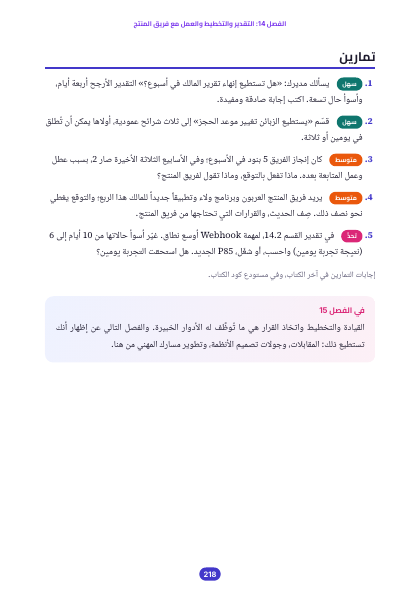 الفصل 14: التقدير والتخطيط والعمل مع فريق المنتج
تمارين
1. سهل يسألك مديرك: «هل تستطيع إنهاء تقرير المالك في أسبوع؟» التقدير الأرجح أربعة أيام،
وأسوأ حال تسعة. اكتب إجابة صادقة ومفيدة.
2. سهل قسّم «يستطيع الزبائن تغيير موعد الحجز» إلى ثلاث شرائح عمودية، أولاها يمكن أن تُطلق
في يومين أو ثلاثة.
3. متوسط كان إنجاز الفريق 5 بنود في الأسبوع؛ وفي الأسابيع الثلاثة الأخيرة صار 2، بسبب عطل
وعمل المتابعة بعده. ماذا تفعل بالتوقع، وماذا تقول لفريق المنتج؟
4. متوسط يريد فريق المنتج العربون وبرنامج ولاء وتطبيقاً جديداً للمالك هذا الربع؛ والتوقع يغطي
نحو نصف ذلك. صِف الحديث، والقرارات التي تحتاجها من فريق المنتج.
5. تحدٍّ في تقدير القسم 14.2، لمهمة Webhook أوسع نطاق. غيّر أسوأ حالاتها من 10 أيام إلى 6
(نتيجة تجربة يومين) واحسب، أو شغّل، P85 الجديد. هل استحقت التجربة يومين؟
إجابات التمارين في آخر الكتاب، وفي مستودع كود الكتاب.
في الفصل 15
القيادة والتخطيط واتخاذ القرار هي ما تُوظَّف له الأدوار الخبيرة. والفصل التالي عن إظهار أنك
تستطيع ذلك: المقابلات، وجولات تصميم الأنظمة، وتطوير مسارك المهني من هنا.
218